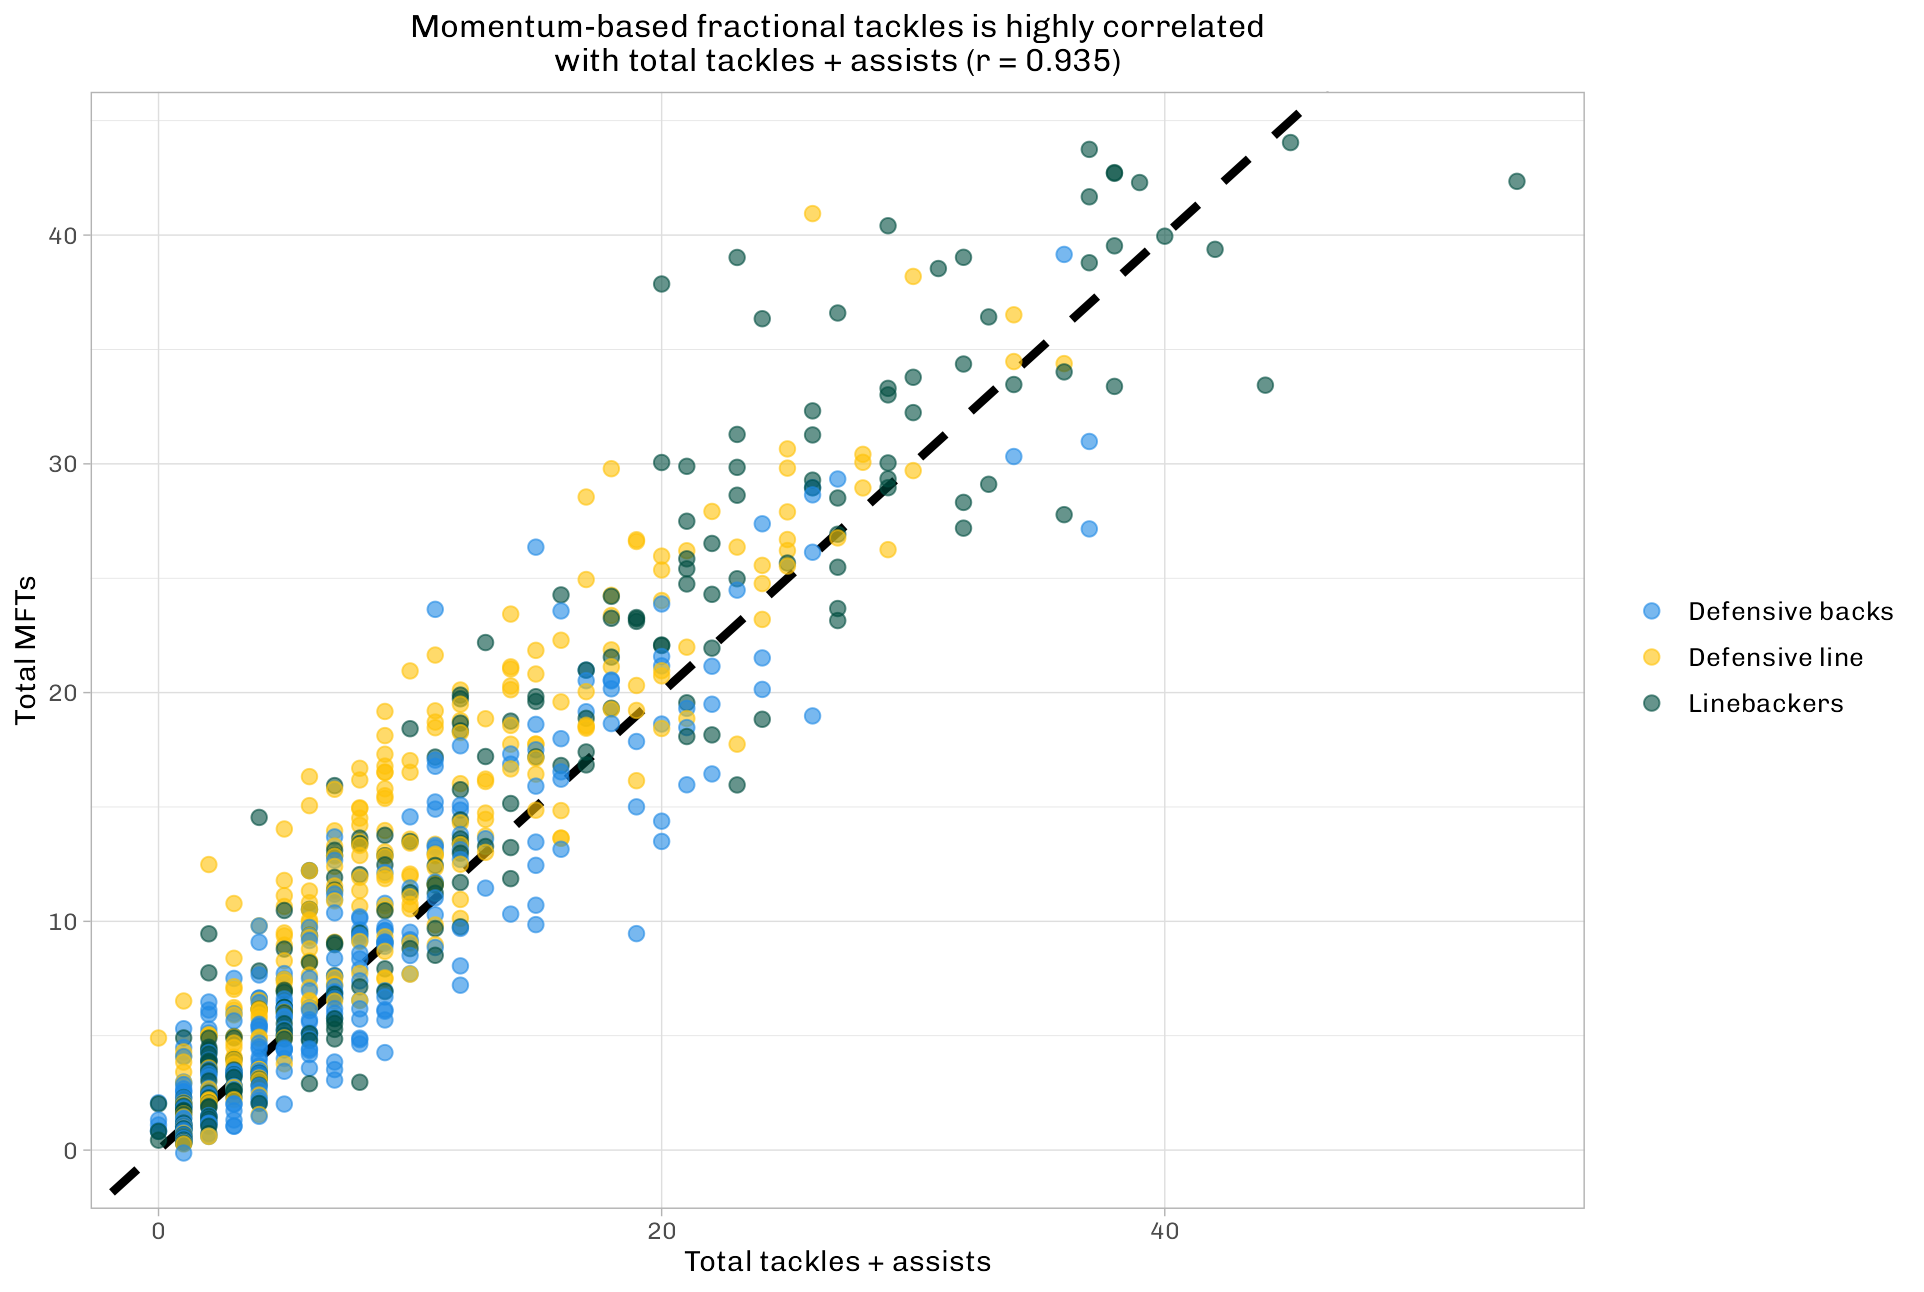 Momentum-based fractional tackles is highly correlated
with total tackles + assists (r = 0.935)
Total MFTs
40
30
20
10
0
0
20
40
Total tackles + assists
Defensive backs
Defensive line
Linebackers